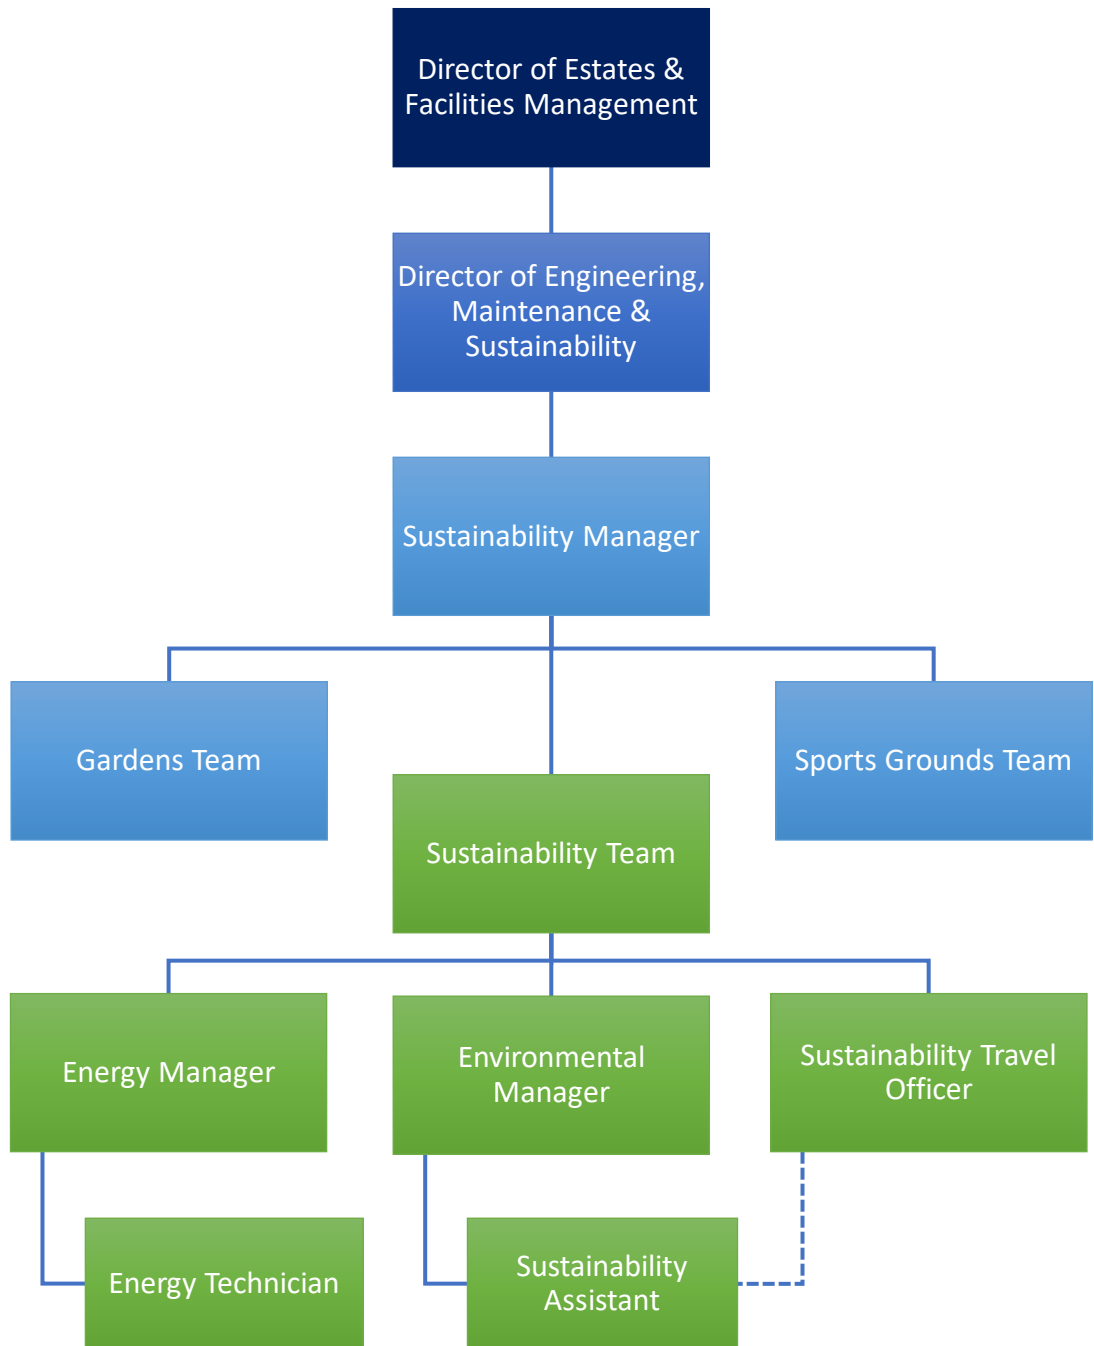 Director of Estates &
Facilities Management
Director of Engineering,
Maintenance &
Sustainability
Sustainability Manager
Gardens Team
Sports Grounds Team
Sustainability Team
Energy Manager
Environmental
Manager
Sustainability Travel
Officer
Energy Technician
Sustainability
Assistant